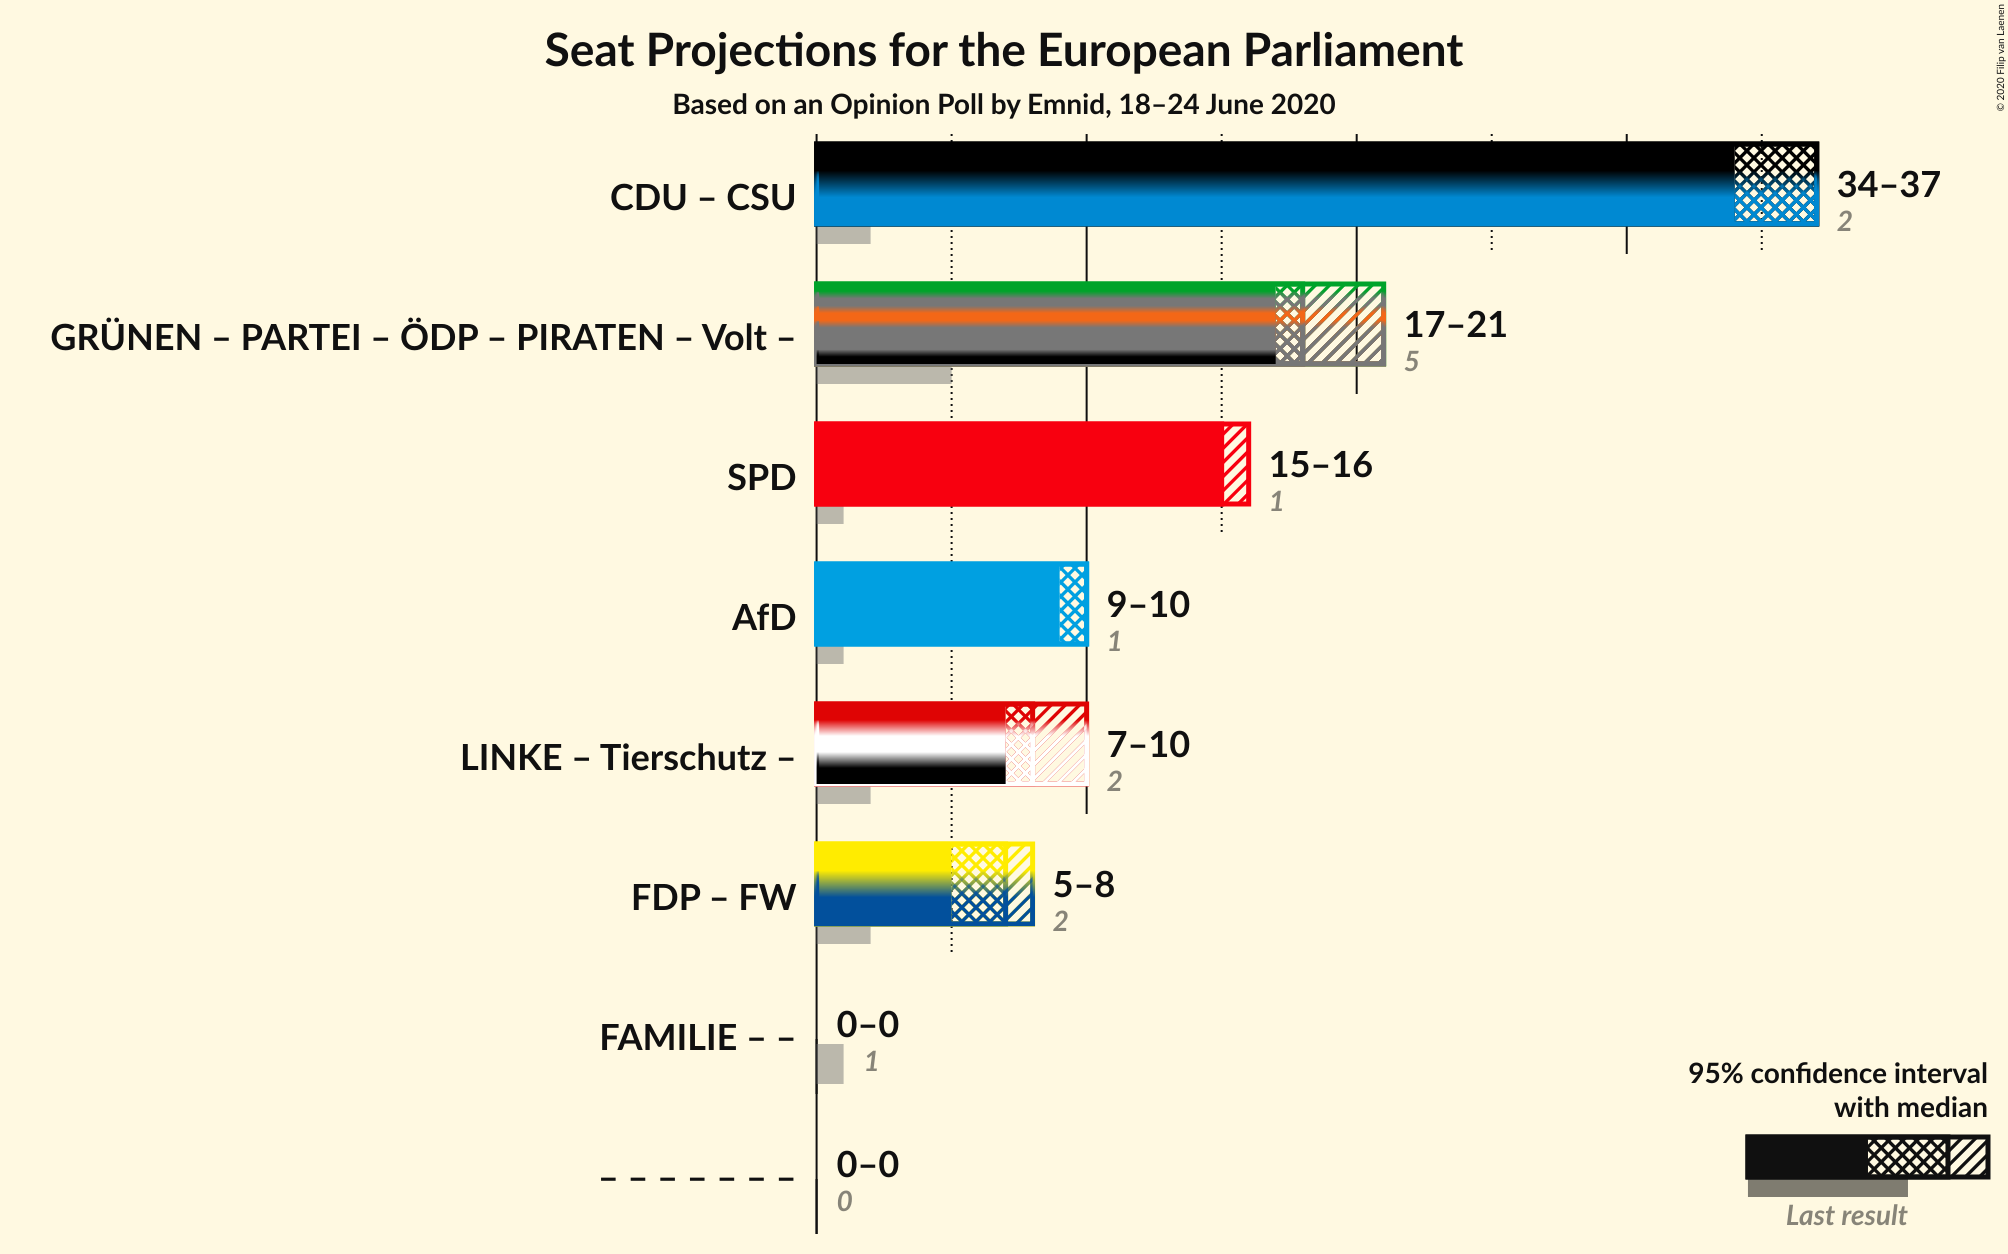 Seat Projections for the European Parliament
Based on an Opinion Poll by Emnid, 18–24 June 2020
© 2020 Filip van Laenen
CDU – CSU
34–37
2
GRÜNEN – PARTEI – ÖDP – PIRATEN – Volt –
17–21
5
SPD
15–16
1
AfD
9–10
1
LINKE – Tierschutz –
7–10
2
FDP – FW
5–8
2
FAMILIE – –
0–0
1
– – – – – – –
0–0
0
95% confidence interval
with median
Last result